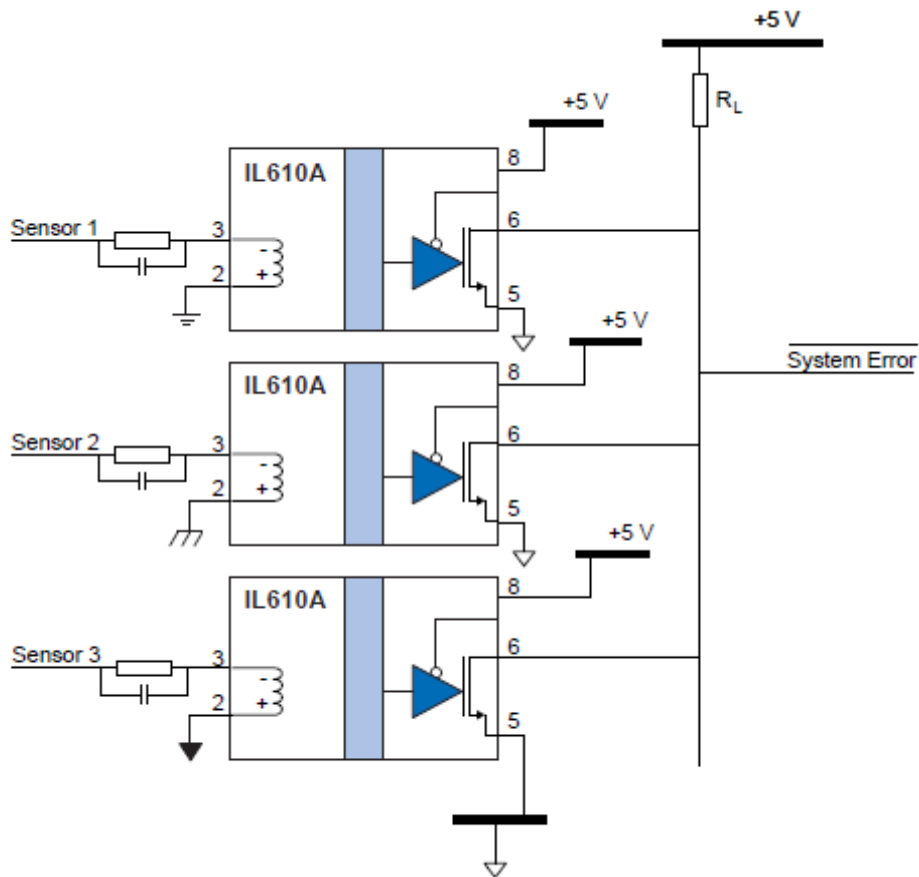 +5 V
R_L
+5 V
8
IL610A
Sensor 1
3
6
-
2
+
5
+5 V
8
IL610A
System Error
Sensor 2
3
6
-
2
+
5
+5 V
8
IL610A
Sensor 3
3
6
-
2
+
5